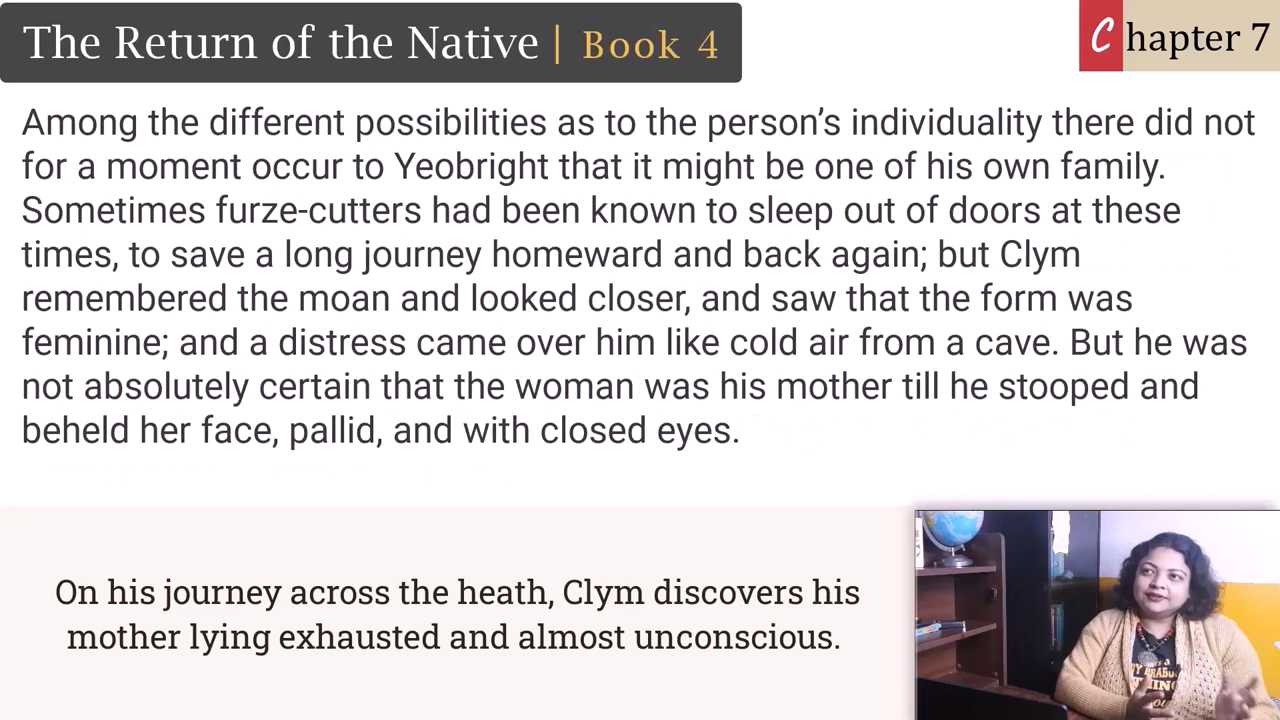 The Return of the Native | Book 4
Chapter 7
Among the different possibilities as to the person’s individuality there did not
for a moment occur to Yeobright that it might be one of his own family.
Sometimes furze-cutters had been known to sleep out of doors at these
times, to save a long journey homeward and back again; but Clym
remembered the moan and looked closer, and saw that the form was
feminine; and a distress came over him like cold air from a cave. But he was
not absolutely certain that the woman was his mother till he stooped and
beheld her face, pallid, and with closed eyes.
On his journey across the heath, Clym discovers his
mother lying exhausted and almost unconscious.